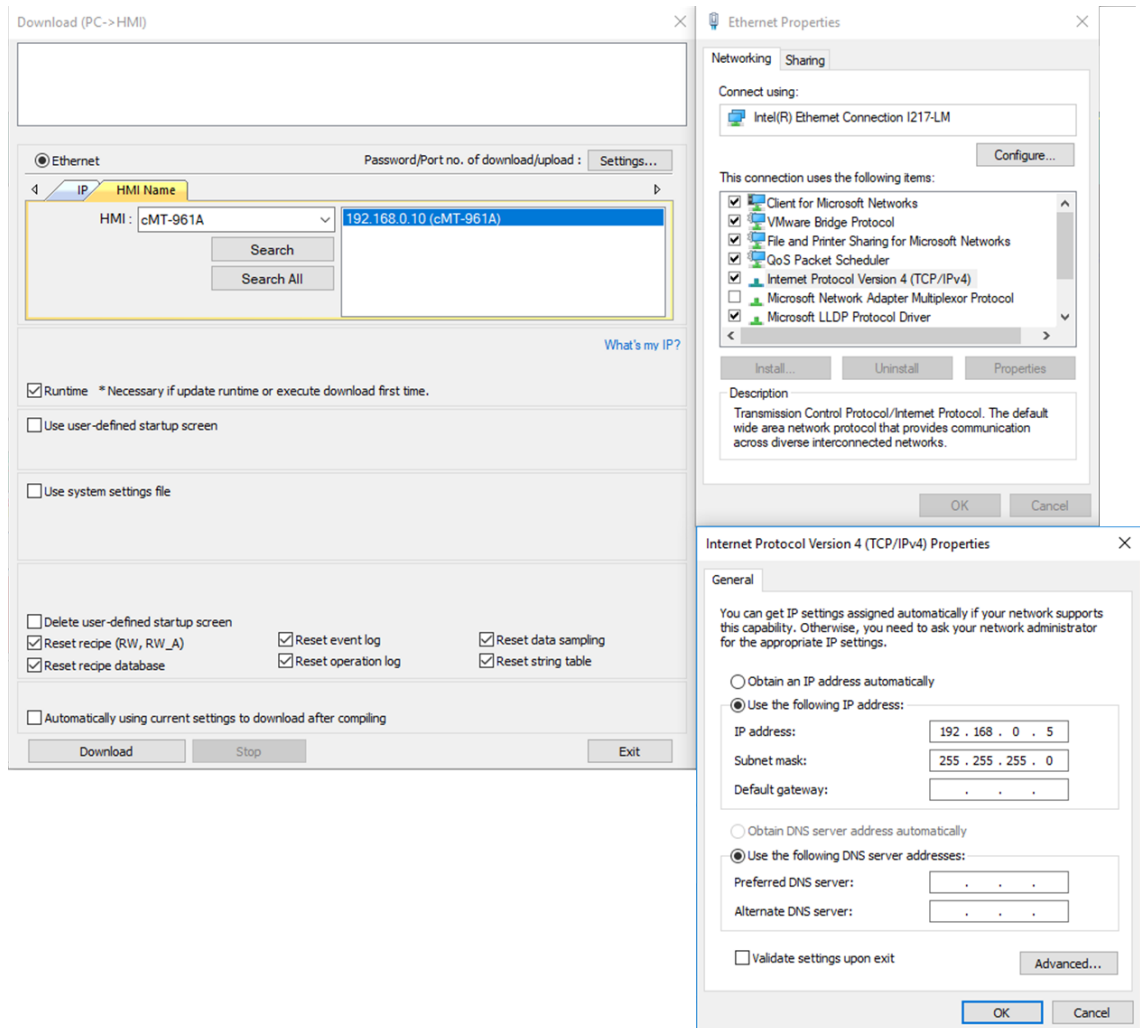 Download (PC->HMI)
Ethernet
Password/Port no. of download/upload :
Settings...
IP
HMI Name
HMI :
cMT-961A
192.168.0.10 (cMT-961A)
Search
Search All
What's my IP?
Runtime * Necessary if update runtime or execute download first time.
Use user-defined startup screen
Use system settings file
Delete user-defined startup screen
Reset recipe (RW, RW_A)
Reset event log
Reset data sampling
Reset recipe database
Reset operation log
Reset string table
Automatically using current settings to download after compiling
Download
Stop
Exit
Ethernet Properties
Networking
Sharing
Connect using:
Intel(R) Ethernet Connection I217-LM
Configure...
This connection uses the following items:
Client for Microsoft Networks
VMware Bridge Protocol
File and Printer Sharing for Microsoft Networks
QoS Packet Scheduler
Internet Protocol Version 4 (TCP/IPv4)
Microsoft Network Adapter Multiplexor Protocol
Microsoft LLDP Protocol Driver
Install...
Uninstall
Properties
Description
Transmission Control Protocol/Internet Protocol. The default
wide area network protocol that provides communication
across diverse interconnected networks.
OK
Cancel
Internet Protocol Version 4 (TCP/IPv4) Properties
General
You can get IP settings assigned automatically if your network supports
this capability. Otherwise, you need to ask your network administrator
for the appropriate IP settings.
Obtain an IP address automatically
Use the following IP address:
IP address:
192 . 168 . 0 . 5
Subnet mask:
255 . 255 . 255 . 0
Default gateway:
. . .
Obtain DNS server address automatically
Use the following DNS server addresses:
Preferred DNS server:
. . .
Alternate DNS server:
. . .
Validate settings upon exit
Advanced...
OK
Cancel